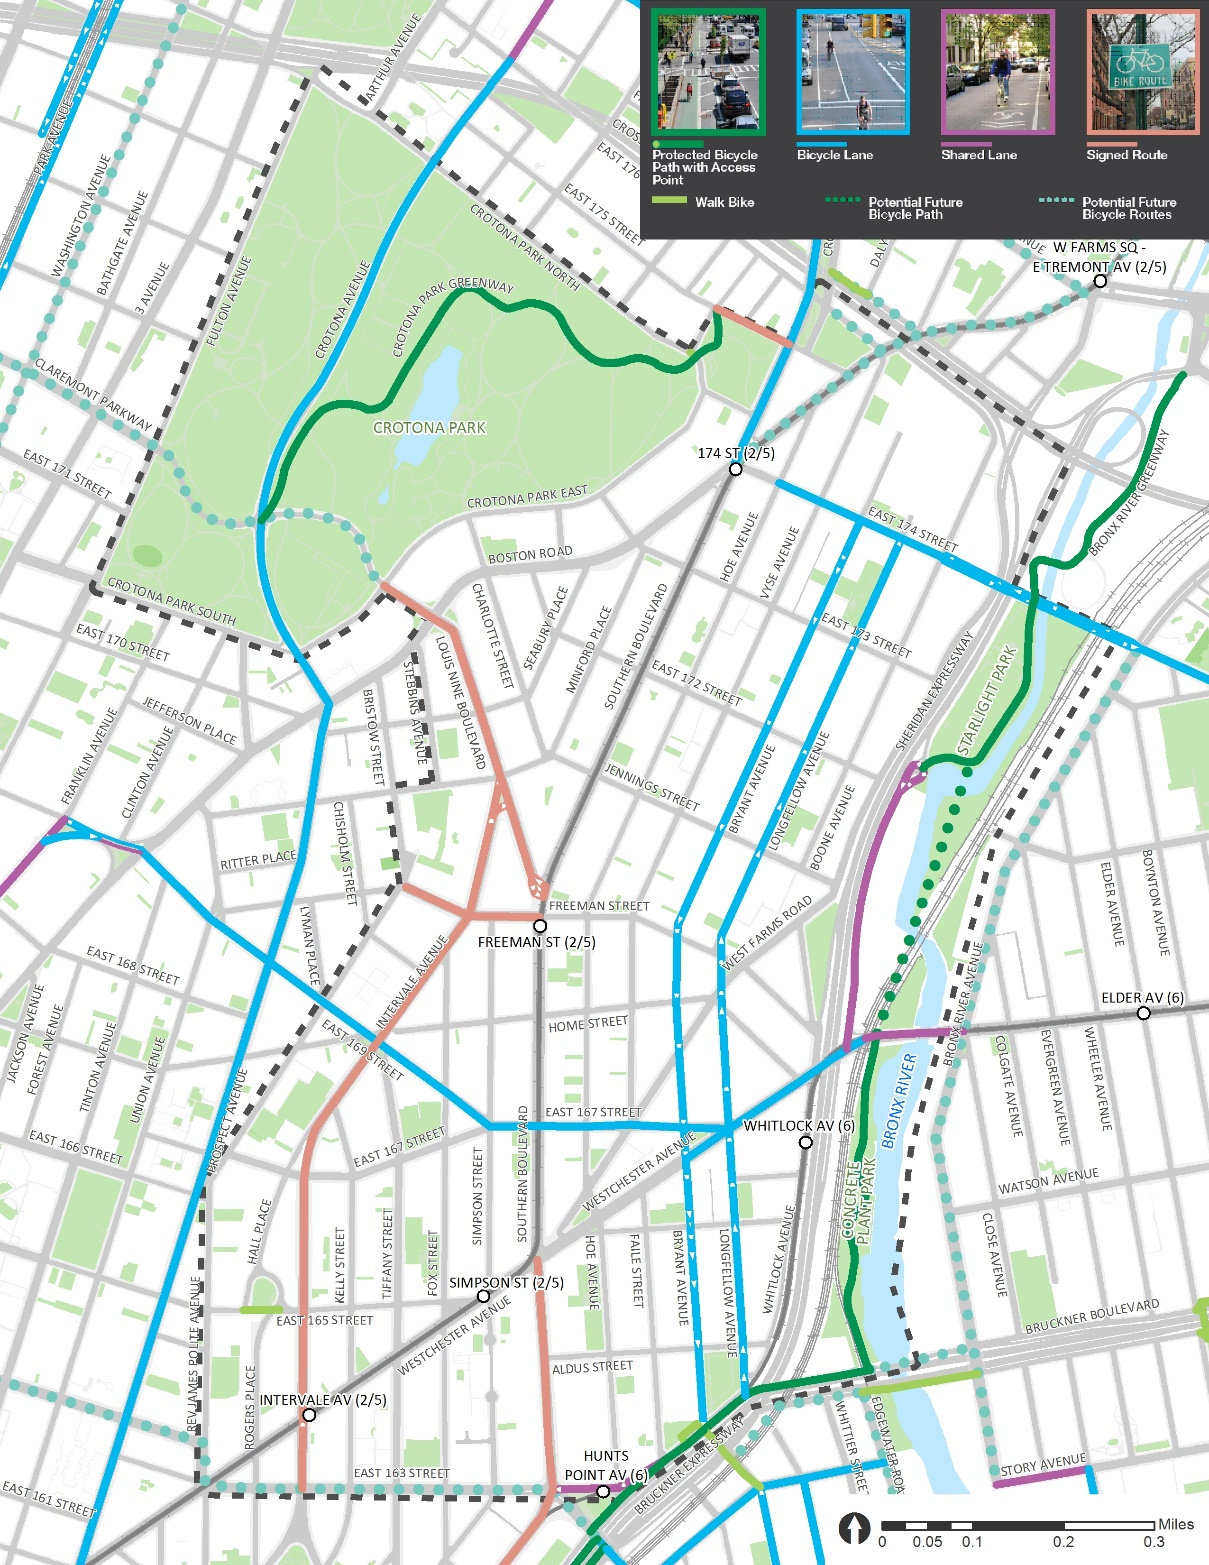 BIKE ROUTE
Protected Bicycle
Path with Access
Point
Bicycle Lane
Shared Lane
Signed Route
Walk Bike
Potential Future
Bicycle Path
Potential Future
Bicycle Routes
PARK AVENUE
WASHINGTON AVENUE
BATHGATE AVENUE
3 AVENUE
FULTON AVENUE
ARTHUR AVENUE
EAST 176
EAST 175 STREET
CROTONA PARK NORTH
CROTONA AVENUE
CROTONA PARK GREENWAY
CROTONA PARK
W FARMS SQ -
E TREMONT AV (2/5)
CLAREMONT PARKWAY
EAST 171 STREET
174 ST (2/5)
CROTONA PARK EAST
BOSTON ROAD
CROTONA PARK SOUTH
EAST 170 STREET
EAST 174 STREET
BRONX RIVER GREENWAY
HOE AVENUE
VYSE AVENUE
EAST 173 STREET
EAST 172 STREET
CHARLOTTE STREET
SEABURY PLACE
MINFORD PLACE
SOUTHERN BOULEVARD
LOUIS NINE BOULEVARD
STEBBINS AVENUE
BRISTOW STREET
JEFFERSON PLACE
FRANKLIN AVENUE
CLINTON AVENUE
SHERIDAN EXPRESSWAY
STARLIGHT PARK
JENNINGS STREET
BRYANT AVENUE
LONGFELLOW AVENUE
BOONE AVENUE
CHISHOLM STREET
RITTER PLACE
LYMAN PLACE
FREEMAN STREET
FREEMAN ST (2/5)
WEST FARMS ROAD
ELDER AVENUE
BOYNTON AVENUE
EAST 168 STREET
INTERVALE AVENUE
ELDER AV (6)
BRONX RIVER AVENUE
JACKSON AVENUE
FOREST AVENUE
TINTON AVENUE
UNION AVENUE
PROSPECT AVENUE
EAST 169 STREET
HOME STREET
COLGATE AVENUE
EVERGREEN AVENUE
WHEELER AVENUE
BRONX RIVER
EAST 167 STREET
WHITLOCK AV (6)
EAST 166 STREET
EAST 167 STREET
SIMPSON STREET
SOUTHERN BOULEVARD
WESTCHESTER AVENUE
CONCRETE
PLANT PARK
WATSON AVENUE
CLOSE AVENUE
HALL PLACE
KELLY STREET
TIFFANY STREET
FOX STREET
HOE AVENUE
FAILE STREET
BRYANT AVENUE
LONGFELLOW AVENUE
WHITLOCK AVENUE
SIMPSON ST (2/5)
EAST 165 STREET
WESTCHESTER AVENUE
BRUCKNER BOULEVARD
REV JAMES POLITE AVENUE
ROGERS PLACE
ALDUS STREET
INTERVALE AV (2/5)
WHITTIER STREET
HUNTS
POINT AV (6)
BRUCKNER EXPRESSWAY
EAST 163 STREET
STORY AVENUE
EAST 161 STREET
Miles
0 0.05 0.1 0.2 0.3